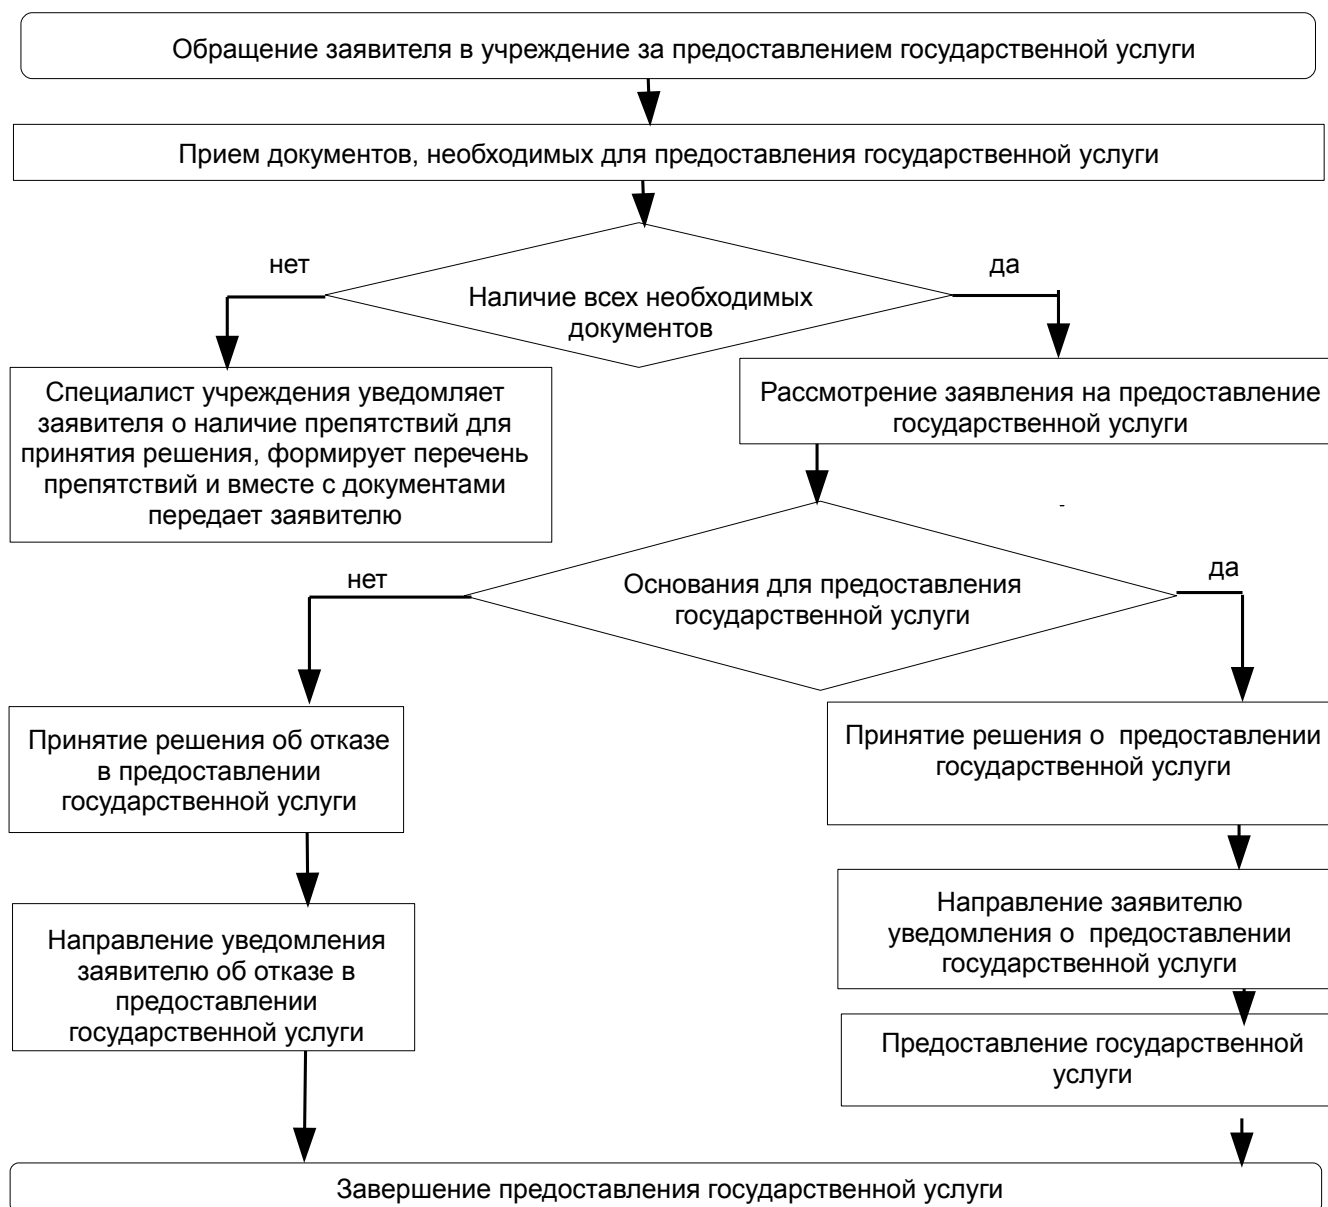 Обращение заявителя в учреждение за предоставлением государственной услуги
Прием документов, необходимых для предоставления государственной услуги
нет
да
Наличие всех необходимых
документов
Специалист учреждения уведомляет
заявителя о наличие препятствий для
принятия решения, формирует перечень
препятствий и вместе с документами
передает заявителю
Рассмотрение заявления на предоставление
государственной услуги
-
нет
да
Основания для предоставления
государственной услуги
Принятие решения об отказе
в предоставлении
государственной услуги
Принятие решения о  предоставлении
государственной услуги
Направление уведомления
заявителю об отказе в
предоставлении
государственной услуги
Направление заявителю
уведомления о  предоставлении
государственной услуги
Предоставление государственной
услуги
Завершение предоставления государственной услуги